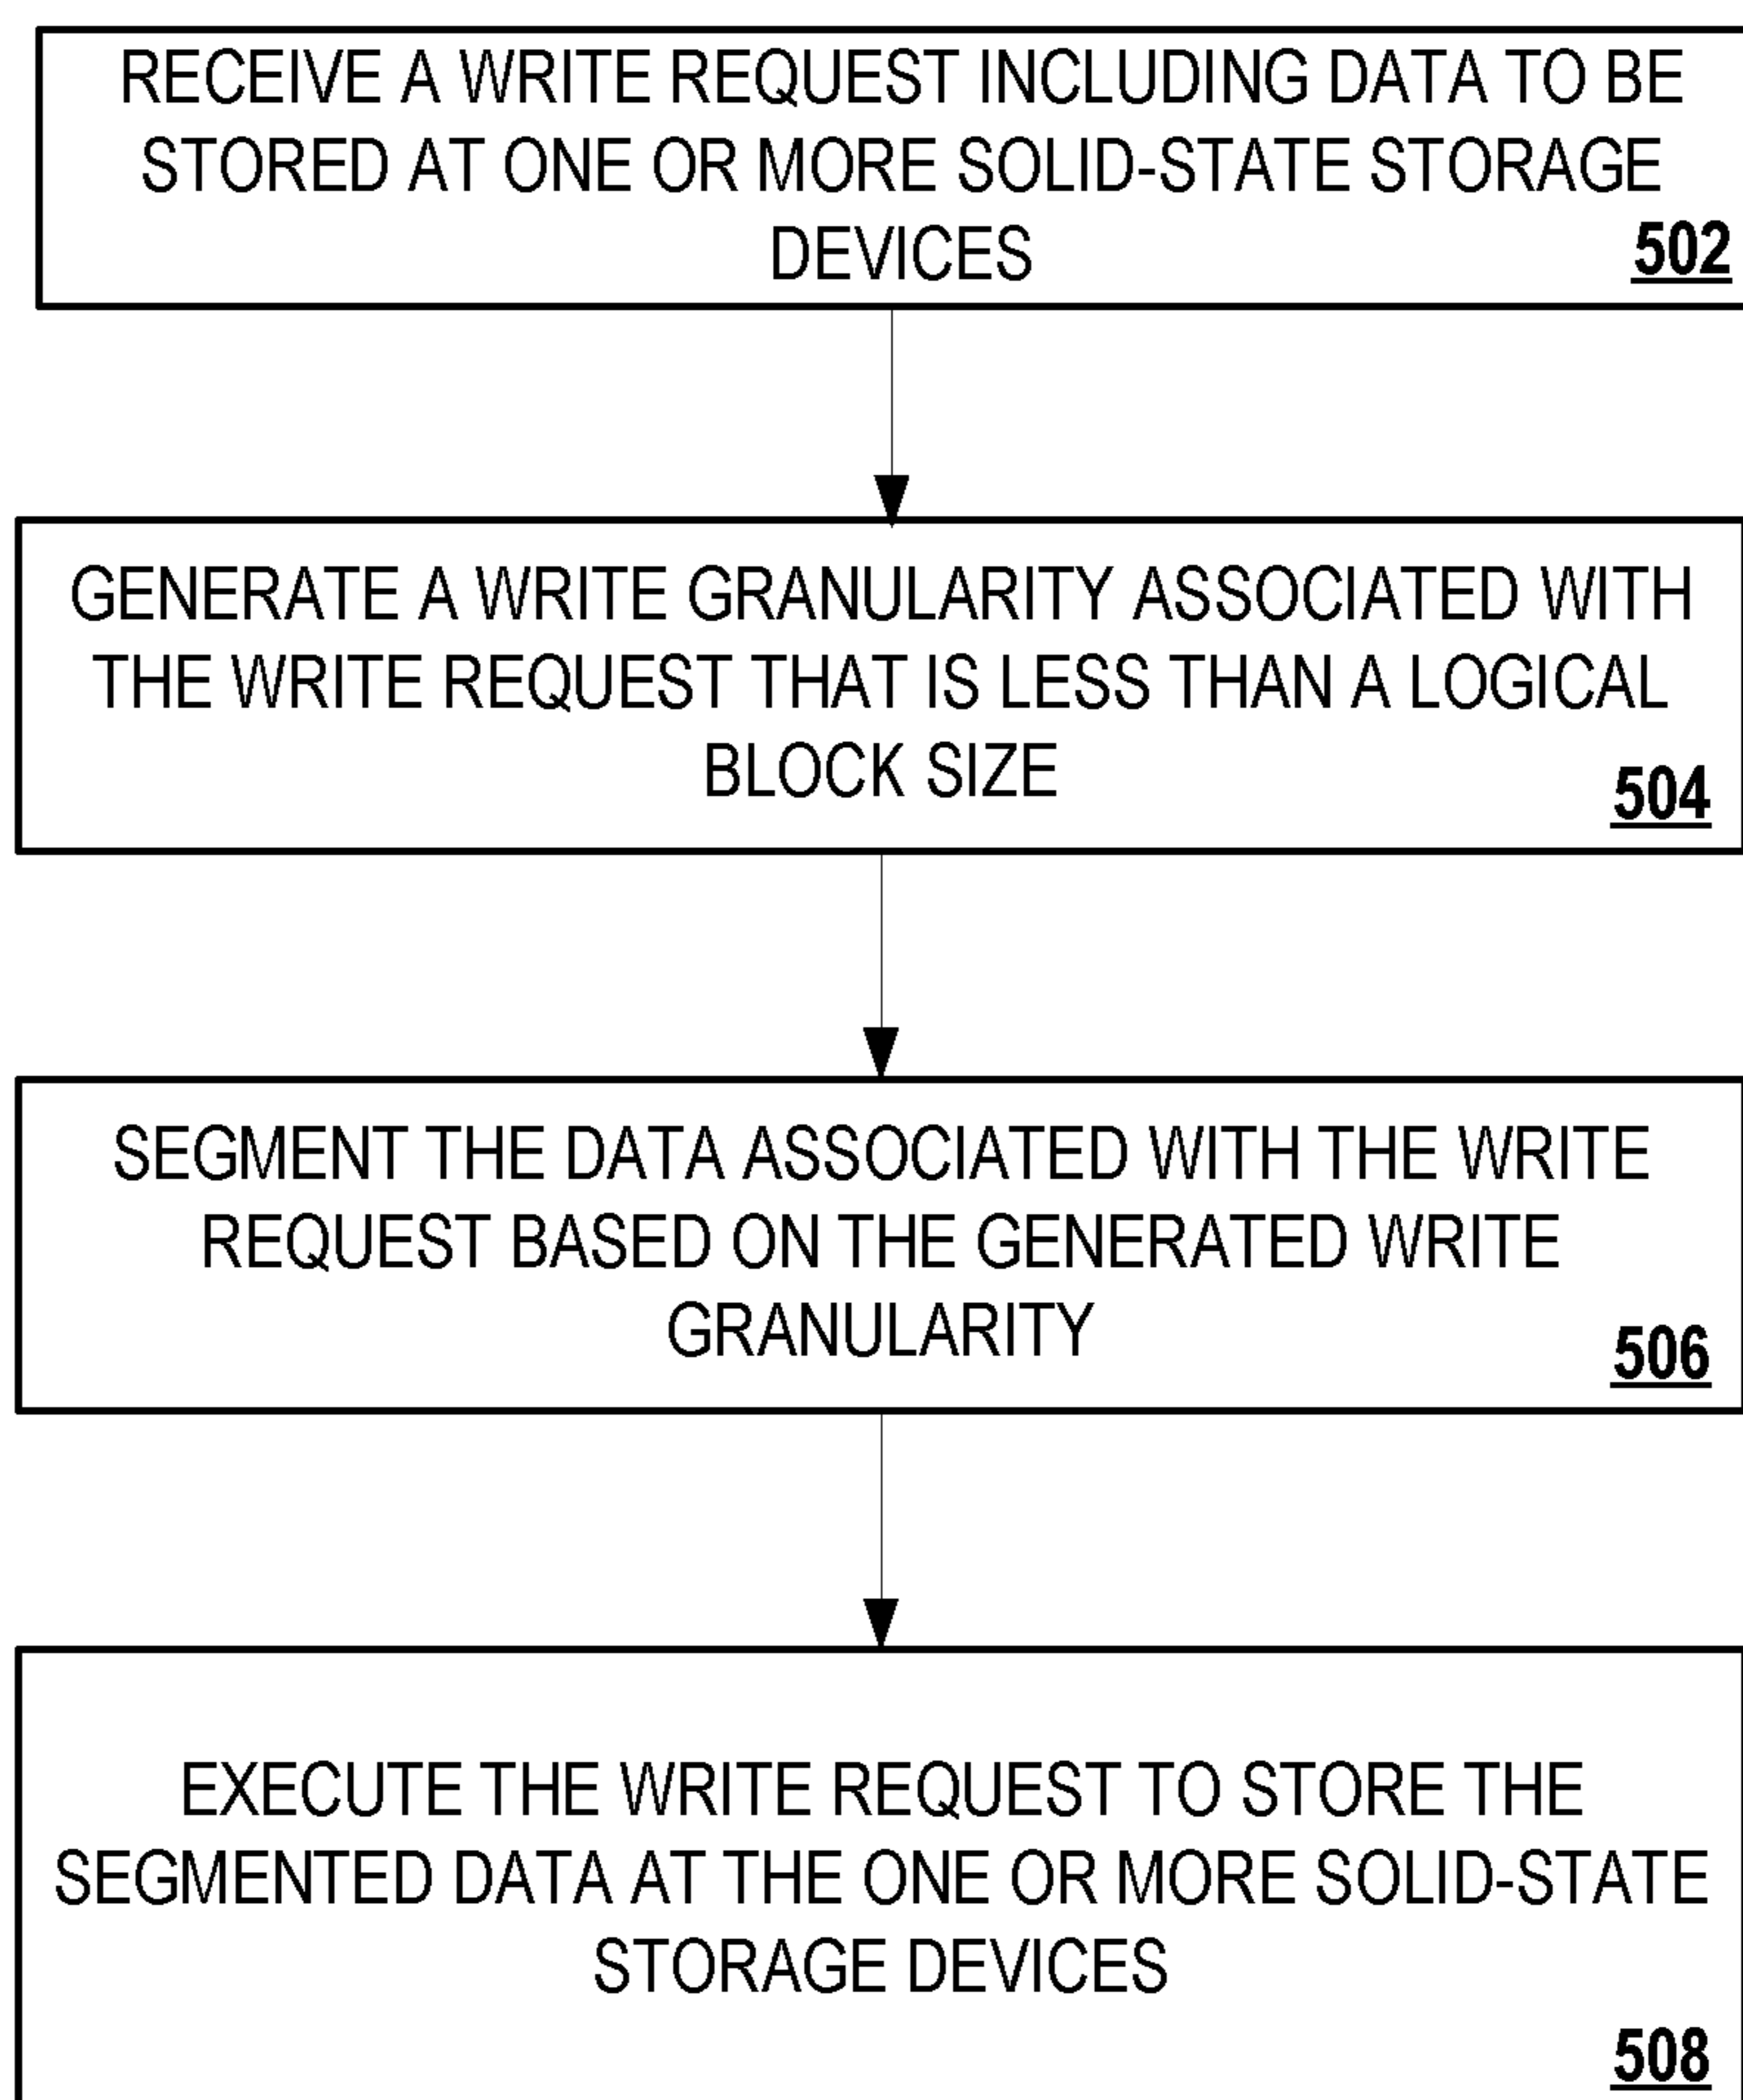 RECEIVE A WRITE REQUEST INCLUDING DATA TO BE
STORED AT ONE OR MORE SOLID-STATE STORAGE
DEVICES
502
GENERATE A WRITE GRANULARITY ASSOCIATED WITH
THE WRITE REQUEST THAT IS LESS THAN A LOGICAL
BLOCK SIZE
504
SEGMENT THE DATA ASSOCIATED WITH THE WRITE
REQUEST BASED ON THE GENERATED WRITE
GRANULARITY
506
EXECUTE THE WRITE REQUEST TO STORE THE
SEGMENTED DATA AT THE ONE OR MORE SOLID-STATE
STORAGE DEVICES
508